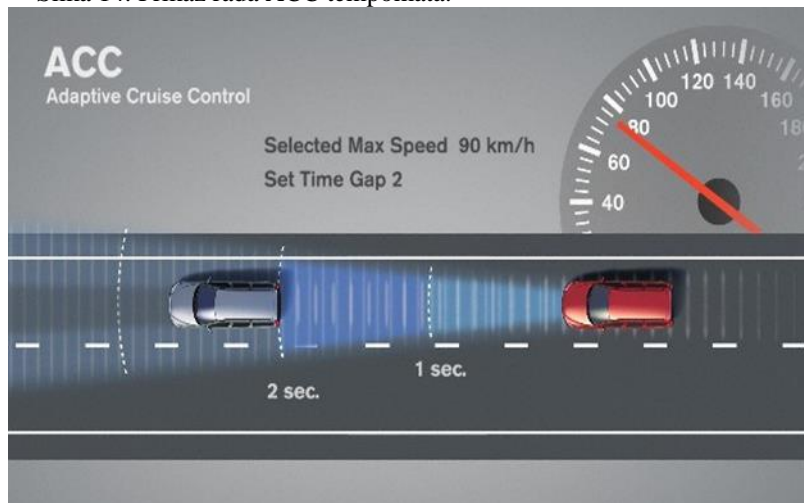 ACC
Adaptive Cruise Control
Selected Max Speed 90 km/h
Set Time Gap 2
40
60
80
100
120
140
160
2 sec.
1 sec.